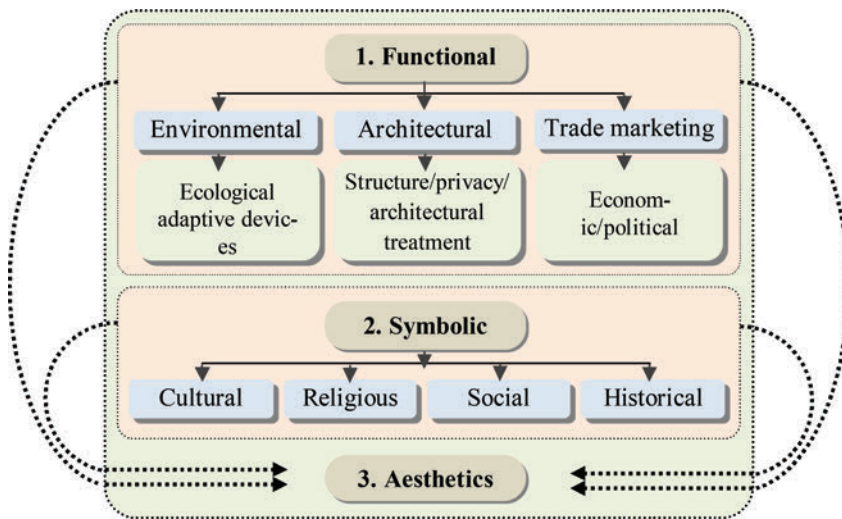 1. Functional
Environmental
Architectural
Trade marketing
Ecological
adaptive devic-
es
Structure/privacy/
architectural
treatment
Econom-
ic/political
2. Symbolic
Cultural
Religious
Social
Historical
3. Aesthetics